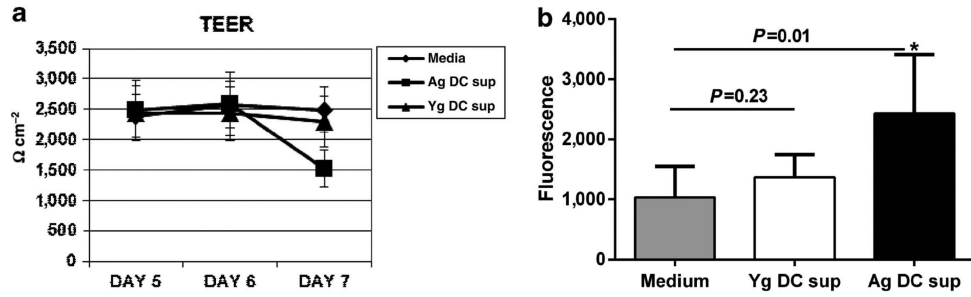 a
TEER
3,500
3,000
2,500
2,000
1,500
1,000
500
0
Ω cm⁻²
DAY 5 DAY 6 DAY 7
Media
Ag DC sup
Yg DC sup
b
4,000
3,000
2,000
1,000
0
Fluorescence
P=0.01
*
P=0.23
Medium Yg DC sup Ag DC sup